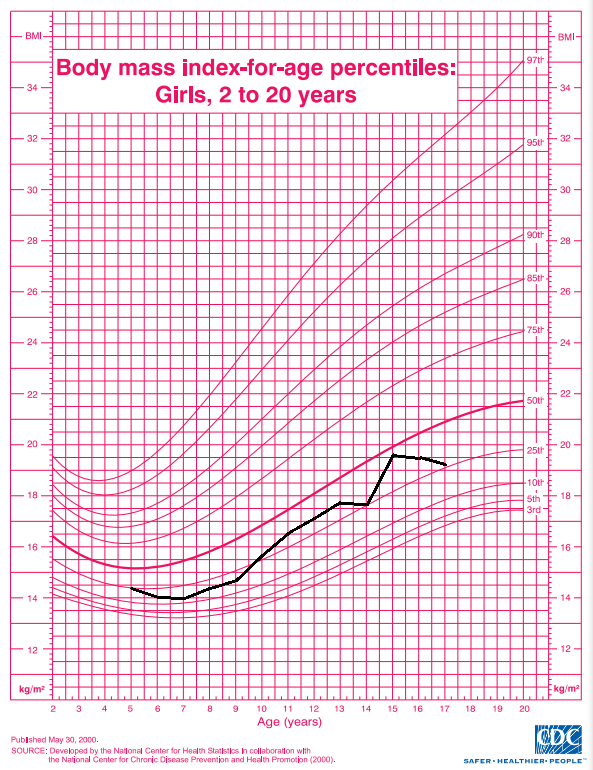 BMI
BMI
Body mass index-for-age percentiles:
Girls, 2 to 20 years
97th
34
34
95th
32
32
30
30
90th
28
28
85th
26
26
75th
24
24
50th
22
22
25th
20
20
10th
18
18
5th
3rd
16
16
14
14
12
12
kg/m²
kg/m²
2 3 4 5 6 7 8 9 10 11 12 13 14 15 16 17 18 19 20
Age (years)
Published May 30, 2000.
SOURCE: Developed by the National Center for Health Statistics in collaboration with
the National Center for Chronic Disease Prevention and Health Promotion (2000).
CDC
SAFER • HEALTHIER • PEOPLE™